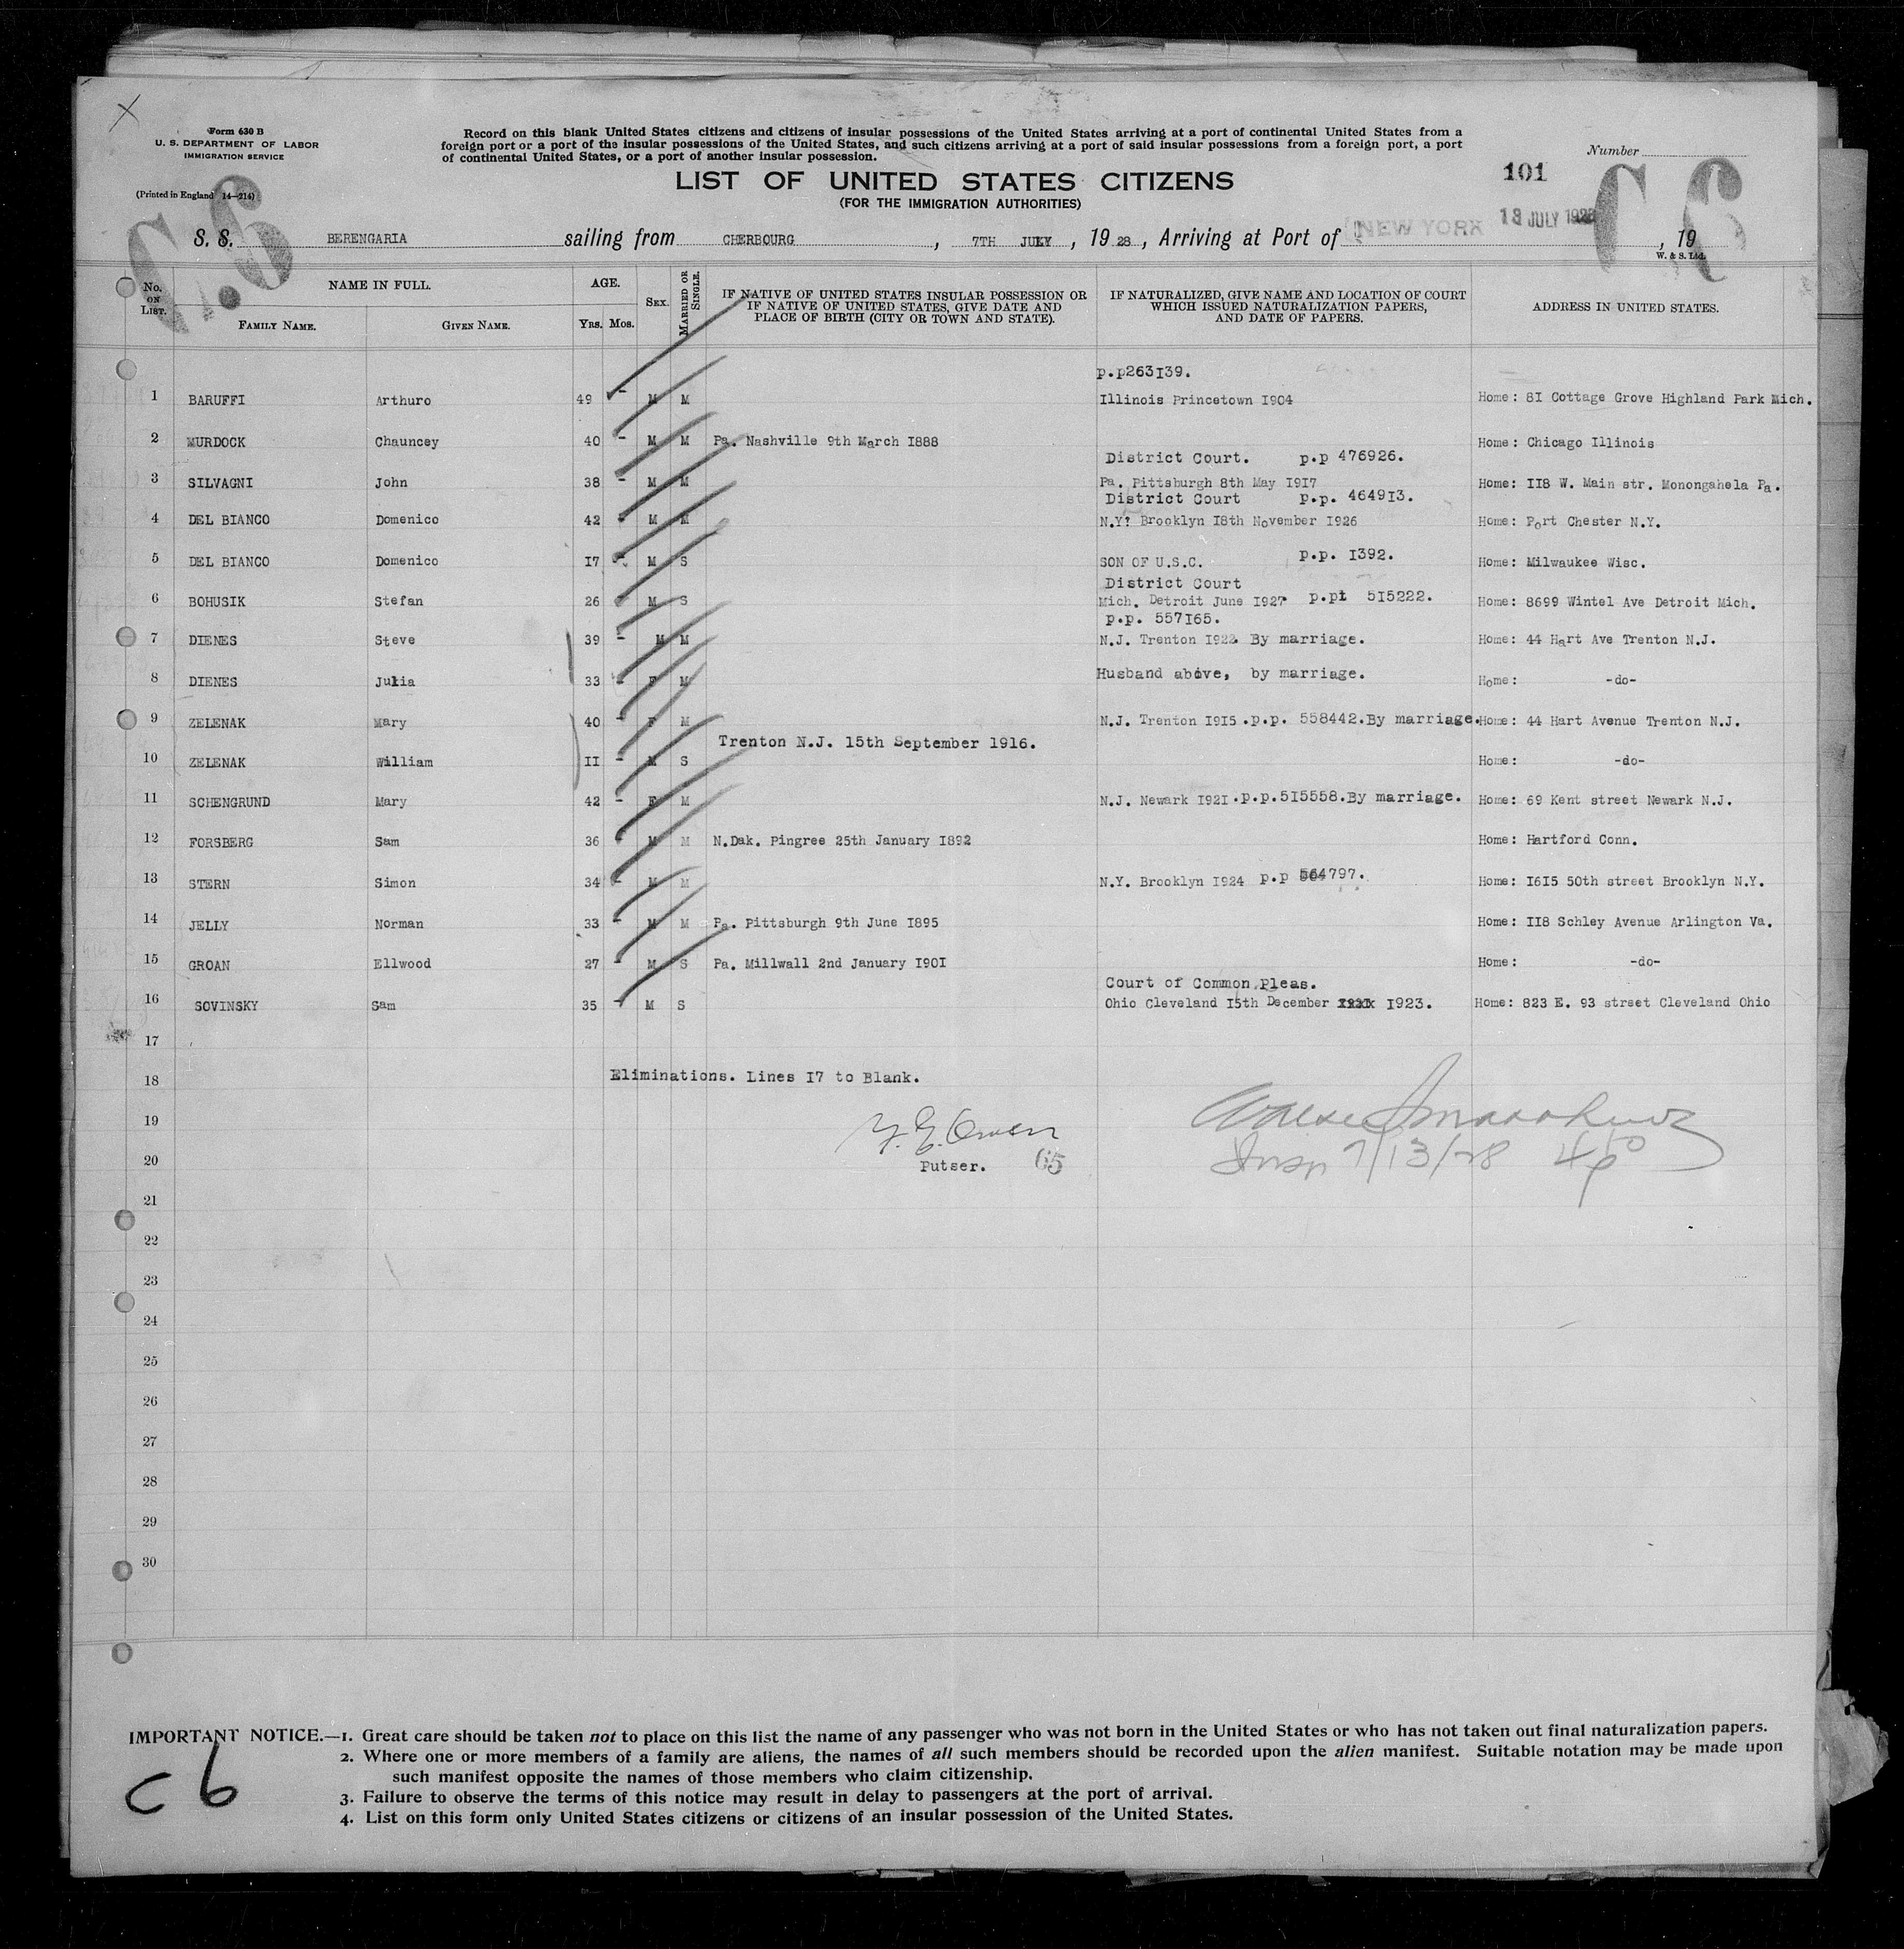 Form 630 B
U. S. DEPARTMENT OF LABOR
IMMIGRATION SERVICE
(Printed in England 14—214)
Record on this blank United States citizens and citizens of insular possessions of the United States arriving at a port of continental United States from a
foreign port or a port of the insular possessions of the United States, and such citizens arriving at a port of said insular possessions from a foreign port, a port
of continental United States, or a port of another insular possession.
LIST OF UNITED STATES CITIZENS
(FOR THE IMMIGRATION AUTHORITIES)
Number
101
S. S. BERENGARIA sailing from CHERBOURG, 7TH JULY, 19 28, Arriving at Port of NEW YORK 13 JULY 1928, 19
W. & S. Ltd.
No. ON LIST. NAME IN FULL. FAMILY NAME. GIVEN NAME. AGE. YRS. MOS. SEX. MARRIED OR SINGLE. IF NATIVE OF UNITED STATES INSULAR POSSESSION OR IF NATIVE OF UNITED STATES, GIVE DATE AND PLACE OF BIRTH (CITY OR TOWN AND STATE). IF NATURALIZED, GIVE NAME AND LOCATION OF COURT WHICH ISSUED NATURALIZATION PAPERS, AND DATE OF PAPERS. ADDRESS IN UNITED STATES.
p.p263139.
1 BARUFFI Arthuro 49 - M M Illinois Princetown 1904 Home: 81 Cottage Grove Highland Park Mich.
2 MURDOCK Chauncey 40 - M M Pa. Nashville 9th March 1888 Home: Chicago Illinois
District Court. p.p 476926.
3 SILVAGNI John 38 - M M Pa. Pittsburgh 8th May 1917 Home: 118 W. Main str. Monongahela Pa.
District Court p.p. 464913.
4 DEL BIANCO Domenico 42 - M M N.Y? Brooklyn 18th November 1926 Home: Port Chester N.Y.
5 DEL BIANCO Domenico 17 - M S SON OF U.S.C. p.p. 1392. Home: Milwaukee Wisc.
District Court
6 BOHUSIK Stefan 26 - M S Mich. Detroit June 1927 p.pt 515222. Home: 8699 Wintel Ave Detroit Mich.
p.p. 557165.
7 DIENES Steve 39 - M M N.J. Trenton 1922 By marriage. Home: 44 Hart Ave Trenton N.J.
8 DIENES Julia 33 - F M Husband above, by marriage. Home: -do-
9 ZELENAK Mary 40 - F M N.J. Trenton 1915.p.p. 558442.By marriage. Home: 44 Hart Avenue Trenton N.J.
Trenton N.J. 15th September 1916.
10 ZELENAK William 11 - M S Home: -do-
11 SCHENGRUND Mary 42 - F M N.J. Newark 1921.p.p.515558.By marriage. Home: 69 Kent street Newark N.J.
12 FORSBERG Sam 36 - M M N.Dak. Pingree 25th January 1892 Home: Hartford Conn.
13 STERN Simon 34 - M M N.Y. Brooklyn 1924 p.p 564797. Home: 1615 50th street Brooklyn N.Y.
14 JELLY Norman 33 - M M Pa. Pittsburgh 9th June 1895 Home: 118 Schley Avenue Arlington Va.
15 GROAN Ellwood 27 - M S Pa. Millwall 2nd January 1901 Home: -do-
Court of Common Pleas.
16 SOVINSKY Sam 35 - M S Ohio Cleveland 15th December 1923. Home: 823 E. 93 street Cleveland Ohio
17
18 Eliminations. Lines 17 to Blank.
19 Owen
20 Putser. 65 Insp 7/13/28
21
22
23
24
25
26
27
28
29
30
IMPORTANT NOTICE.—1. Great care should be taken not to place on this list the name of any passenger who was not born in the United States or who has not taken out final naturalization papers.
2. Where one or more members of a family are aliens, the names of all such members should be recorded upon the alien manifest. Suitable notation may be made upon
such manifest opposite the names of those members who claim citizenship.
3. Failure to observe the terms of this notice may result in delay to passengers at the port of arrival.
4. List on this form only United States citizens or citizens of an insular possession of the United States.
C6